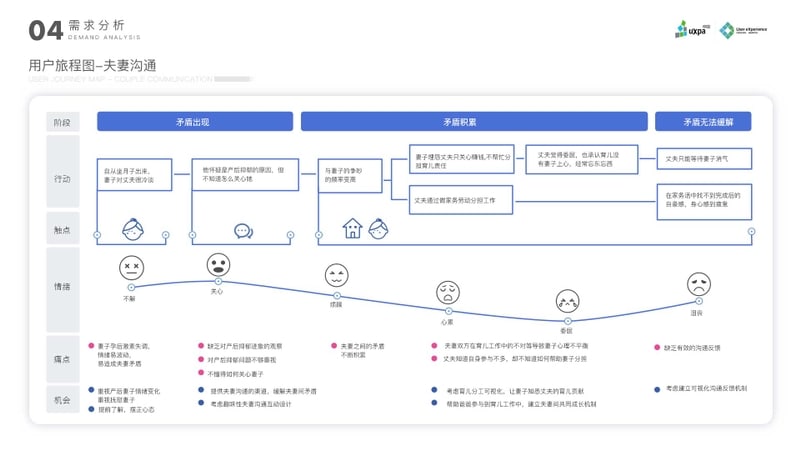 04 需求分析
DEMAND ANALYSIS
uxpa
User eXperience
用户旅程图-夫妻沟通
USER JOURNEY MAP - COUPLE COMMUNICATION
阶段
矛盾出现
矛盾积累
矛盾无法缓解
行动
自从坐月子出来,
妻子对丈夫很冷淡
他怀疑是产后抑郁的原因, 但
不知道怎么关心她
与妻子的争吵
的频率变高
妻子埋怨丈夫只关心赚钱,不帮忙分
担育儿责任
丈夫觉得委屈, 也承认育儿没
有妻子上心、经常忘东忘西
丈夫只能等待妻子消气
丈夫通过做家务劳动分担工作
在家务活中找不到完成后的
自豪感, 身心感到疲惫
触点
情绪
不解
关心
烦躁
心累
委屈
沮丧
痛点
妻子孕后激素失调,
情绪易波动,
易造成夫妻矛盾
缺乏对产后抑郁迹象的观察
对产后抑郁问题不够重视
不懂得如何关心妻子
夫妻之间的矛盾
不断积累
夫妻双方在育儿工作中的不对等导致妻子心理不平衡
丈夫知道自身参与不多, 却不知道如何帮助妻子分担
缺乏有效的沟通反馈
机会
重视产后妻子情绪变化
重视抚慰妻子
提前了解, 摆正心态
提供夫妻沟通的渠道, 缓解夫妻间矛盾
考虑趣味性夫妻沟通互动设计
考虑育儿分工可视化, 让妻子知悉丈夫的育儿贡献
帮助爸爸参与到育儿工作中, 建立夫妻间共同成长机制
考虑建立可视化沟通反馈机制